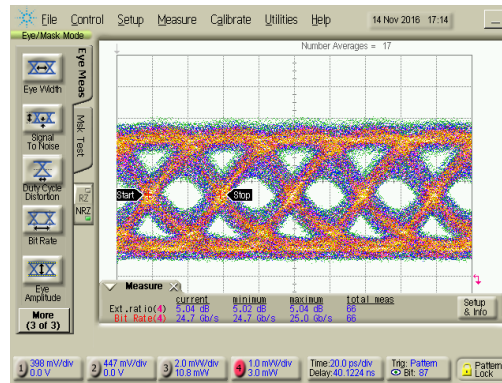 File Control Setup Measure Calibrate Utilities Help 14 Nov 2016 17:14
Eye/Mask Mode
Number Averages = 17
Eye Meas
Msk Test
Eye Width
Signal
To Noise
Duty Cycle
Distortion
RZ
NRZ
Bit Rate
Eye
Amplitude
More
(3 of 3)
Start
Stop
Measure
current minimum maximum total meas
Ext.ratio(4) 5.04 dB 5.02 dB 5.04 dB 66
Bit Rate(4) 24.7 Gb/s 24.7 Gb/s 25.0 Gb/s 66
Setup
& Info
1 398 mV/div
0.0 V
2 447 mV/div
0.0 V
3 2.0 mW/div
10.8 mW
4 1.0 mW/div
3.0 mW
Time:20.0 ps/div
Delay:40.1224 ns
Trig: Pattern
Bit: 87
Pattern
Lock